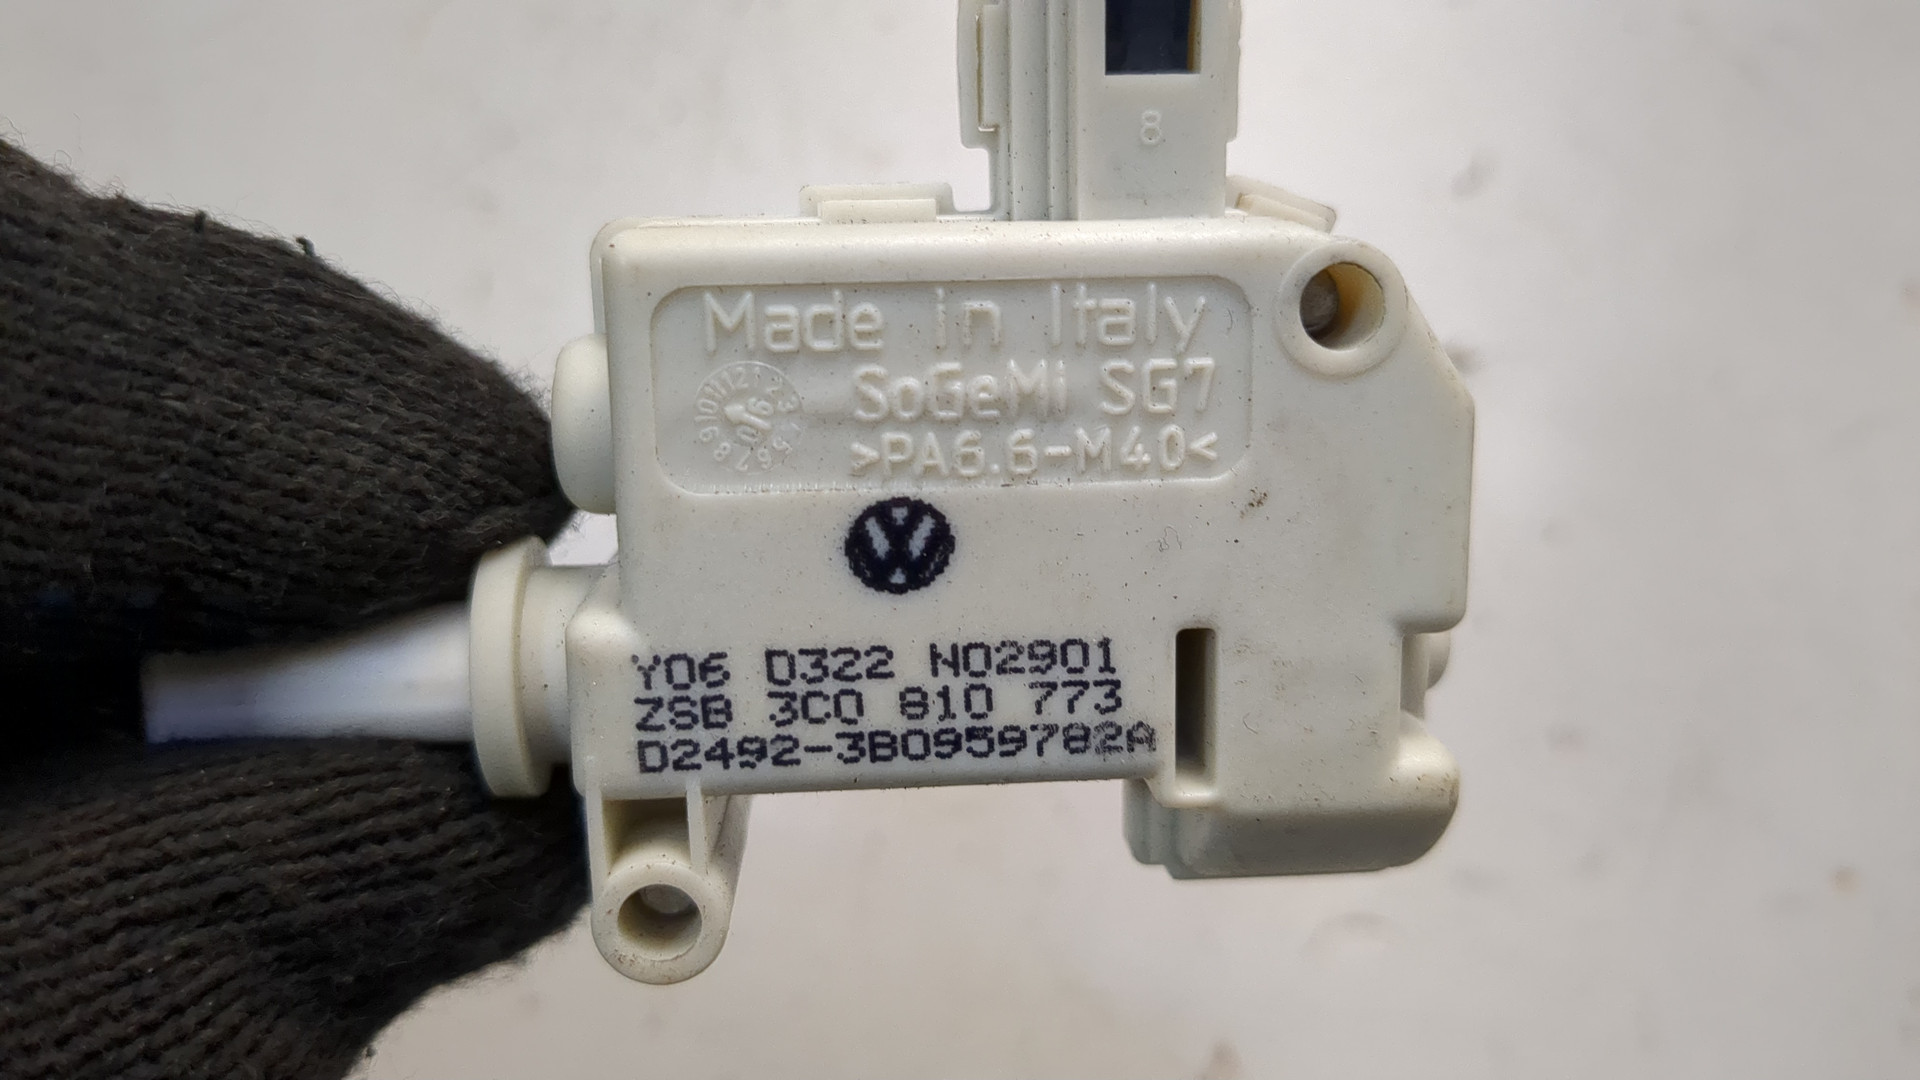 8
Made in Italy
SoGeMi SG7
>PA6.6-M40<
Y06 D322 N02901
ZSB 3C0 810 773
D2492-3B0959782A